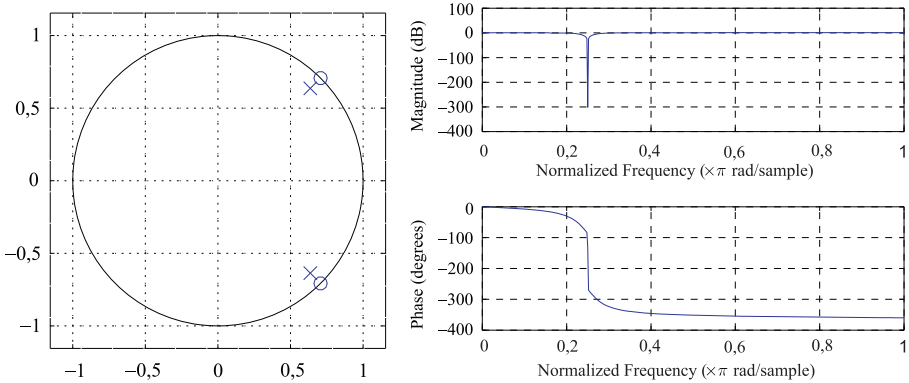 1
0,5
0
−0,5
−1
−1 −0,5 0 0,5 1
Magnitude (dB)
100
0
−100
−200
−300
−400
0 0,2 0,4 0,6 0,8 1
Normalized Frequency (×π rad/sample)
Phase (degrees)
0
−100
−200
−300
−400
0 0,2 0,4 0,6 0,8 1
Normalized Frequency (×π rad/sample)